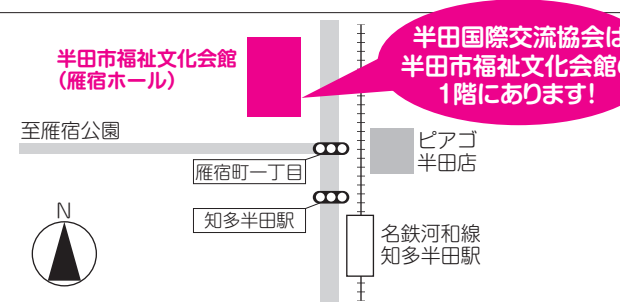 半田国際交流協会は
半田市福祉文化会館の
1階にあります!
半田市福祉文化会館
(雁宿ホール)
至雁宿公園
雁宿町一丁目
ピアゴ
半田店
知多半田駅
名鉄河和線
知多半田駅
N